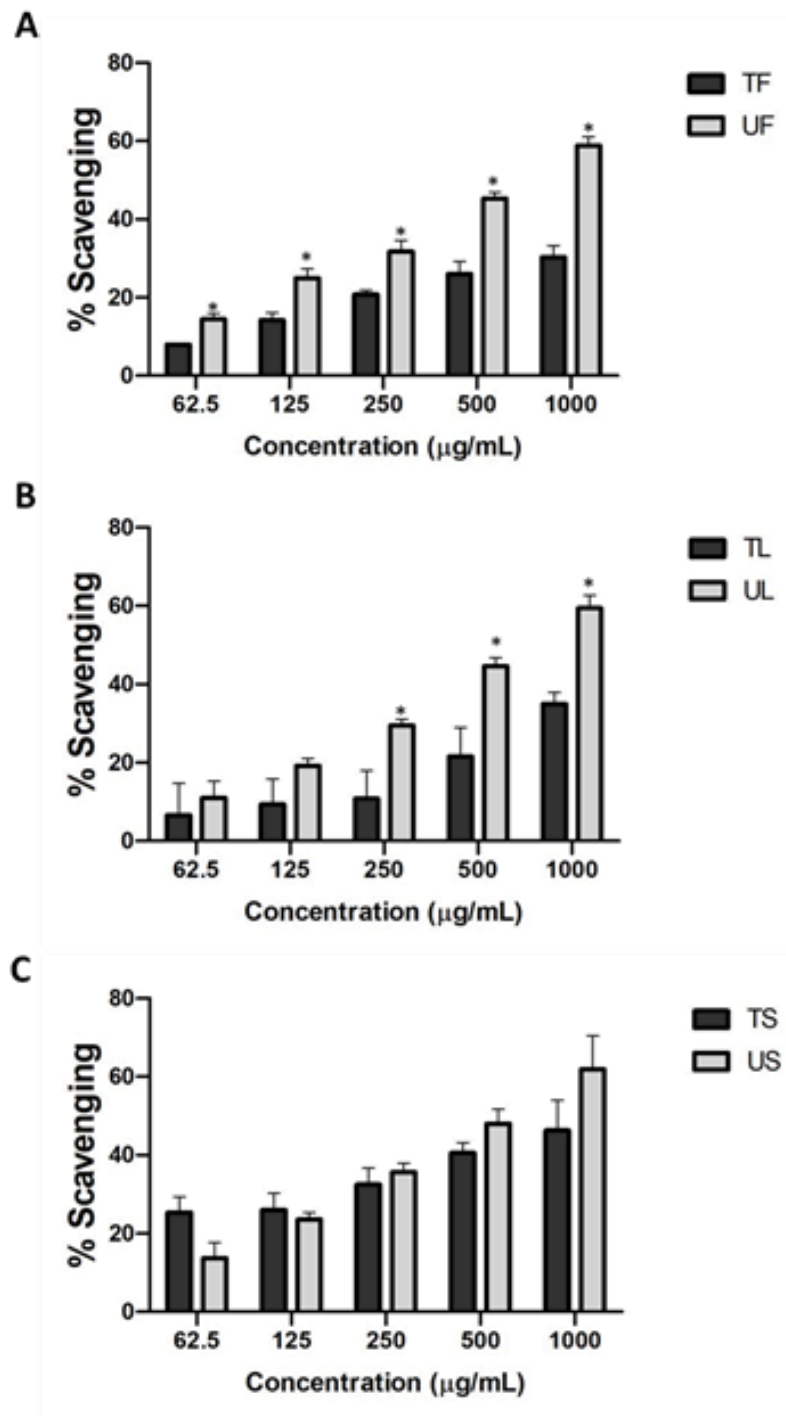 A
80
60
40
20
0
% Scavenging
* * * * *
62.5 125 250 500 1000
Concentration (µg/mL)
TF
UF
B
80
60
40
20
0
% Scavenging
* * *
62.5 125 250 500 1000
Concentration (µg/mL)
TL
UL
C
80
60
40
20
0
% Scavenging
62.5 125 250 500 1000
Concentration (µg/mL)
TS
US